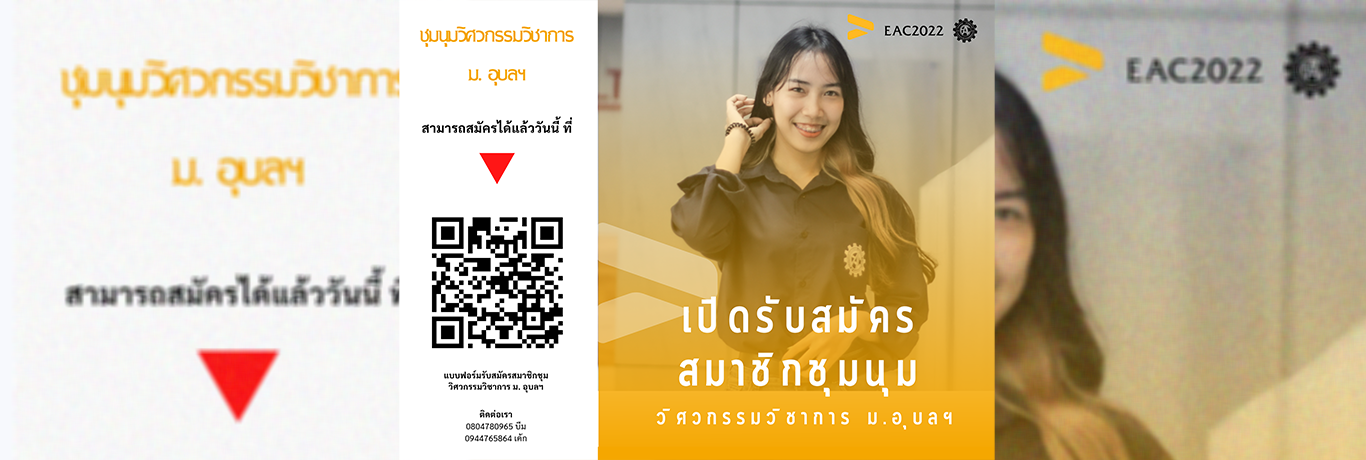 ชุมนุมวิศวกรรมวิชาการ
ม. อุบลฯ
สามารถสมัครได้แล้ววันนี้ ที่
ชุมนุมวิศวกรรมวิชาการ
ม. อุบลฯ
สามารถสมัครได้แล้ววันนี้ ที่
แบบฟอร์มรับสมัครสมาชิกชุม
วิศวกรรมวิชาการ ม. อุบลฯ
ติดต่อเรา
0804780965 บีม
0944765864 เค้ก
EAC2022
เปิดรับสมัคร
สมาชิกชุมนุม
วิศวกรรมวิชาการ ม.อุบลฯ
EAC2022